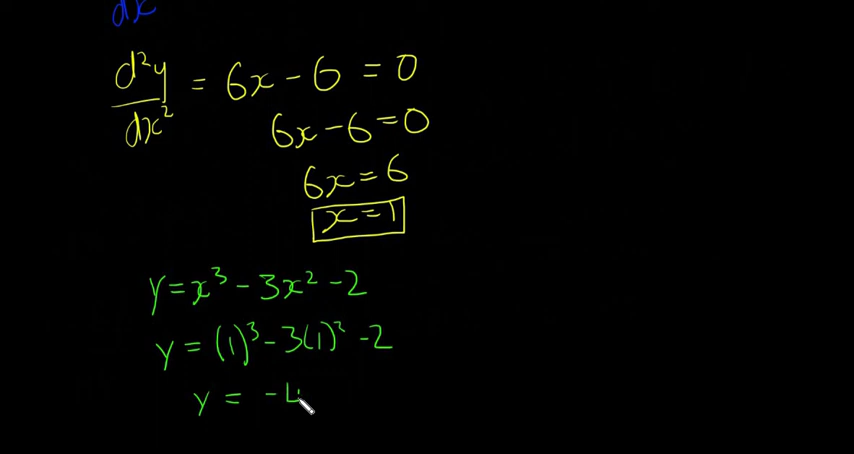 dx
d²y/dx² = 6x - 6 = 0
6x - 6 = 0
6x = 6
x = 1
y = x³ - 3x² - 2
y = (1)³ - 3(1)² - 2
y = -4